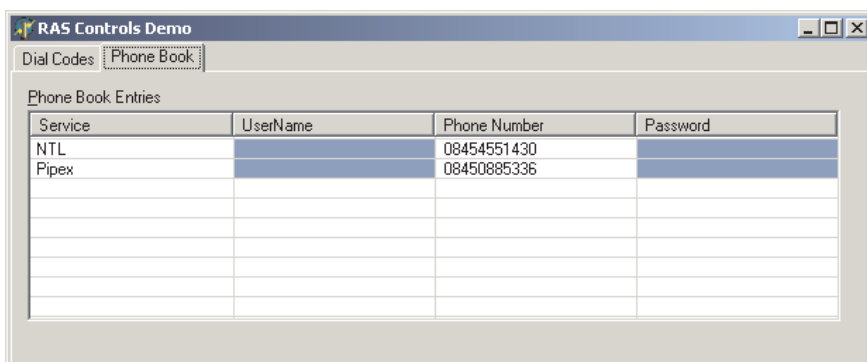 RAS Controls Demo
Dial Codes Phone Book
Phone Book Entries
Service UserName Phone Number Password
NTL 08454551430
Pipex 08450885336